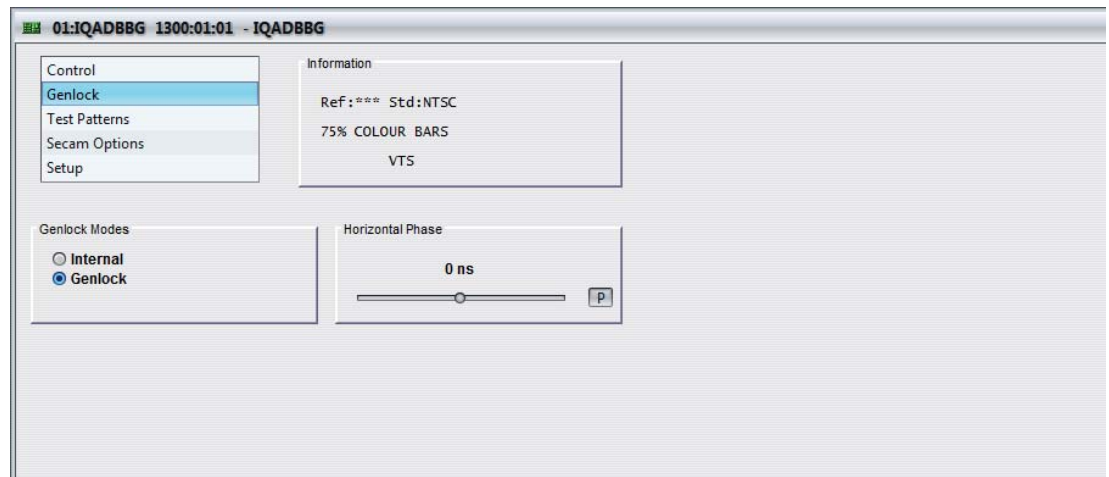 01:IQADBBG 1300:01:01 - IQADBBG
Control
Genlock
Test Patterns
Secam Options
Setup
Information
Ref:*** Std:NTSC
75% COLOUR BARS
VTS
Genlock Modes
Internal
Genlock
Horizontal Phase
0 ns
P